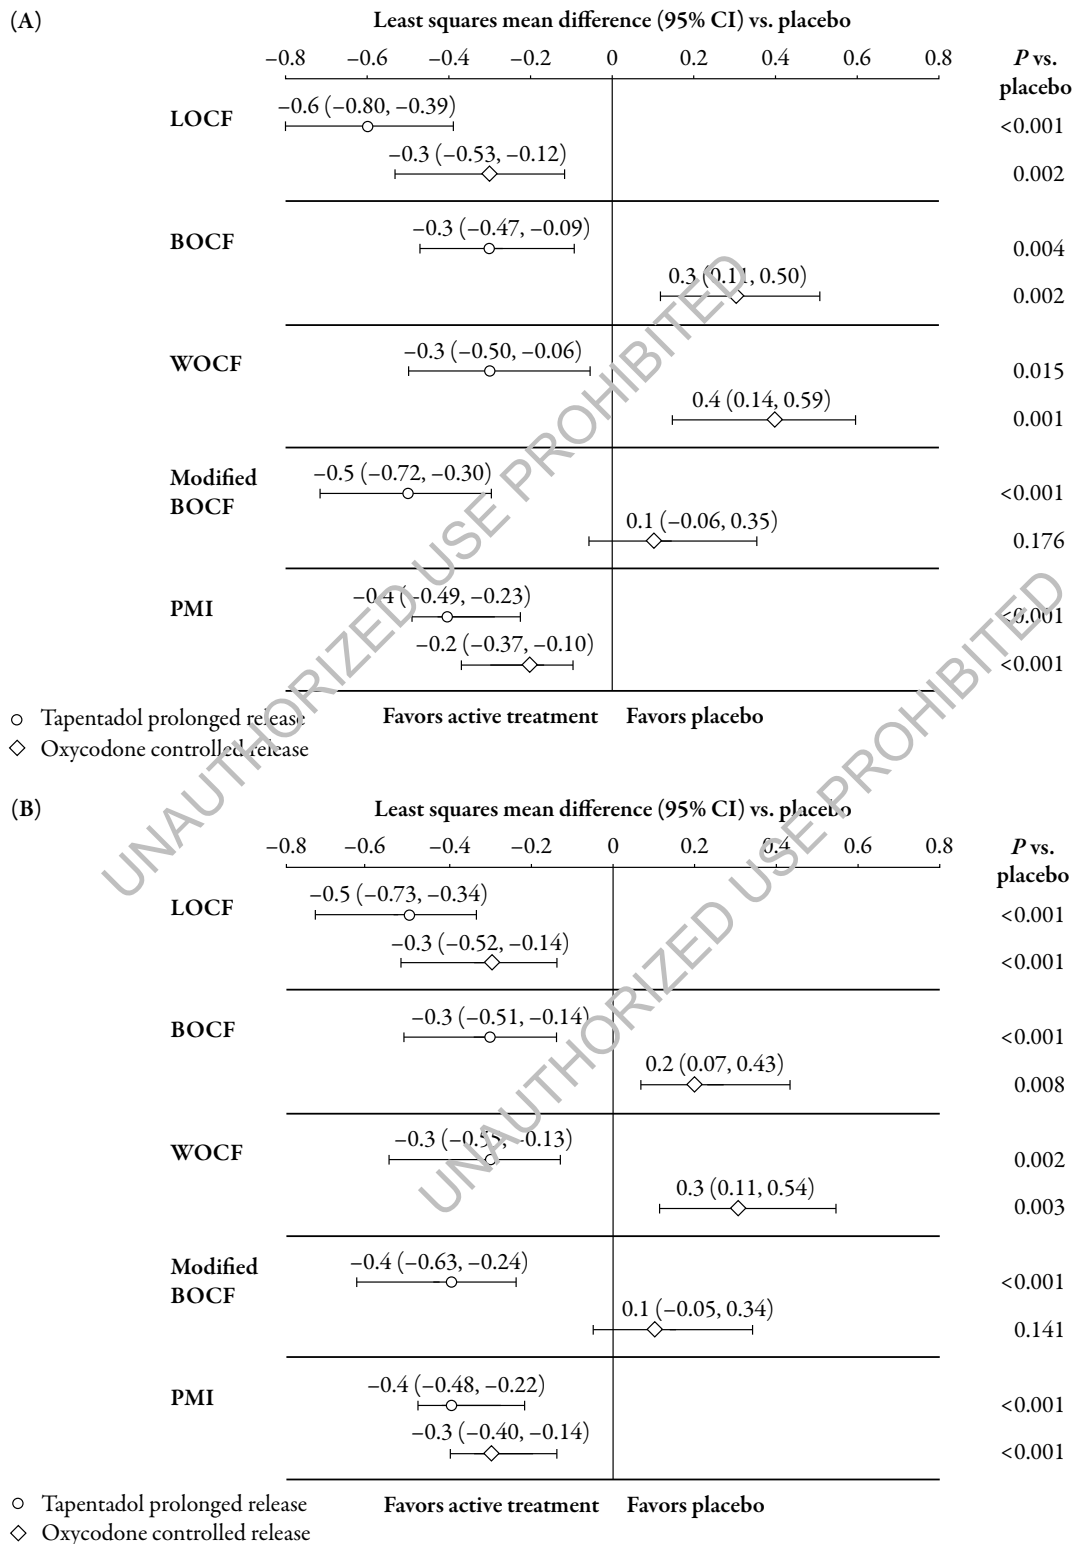 (A)
Least squares mean difference (95% CI) vs. placebo
−0.8 −0.6 −0.4 −0.2 0 0.2 0.4 0.6 0.8
P vs.
placebo
LOCF
−0.6 (−0.80, −0.39)
<0.001
−0.3 (−0.53, −0.12)
0.002
BOCF
−0.3 (−0.47, −0.09)
0.004
0.3 (0.11, 0.50)
0.002
WOCF
−0.3 (−0.50, −0.06)
0.015
0.4 (0.14, 0.59)
0.001
Modified
BOCF
−0.5 (−0.72, −0.30)
<0.001
0.1 (−0.06, 0.35)
0.176
PMI
−0.4 (−0.49, −0.23)
<0.001
−0.2 (−0.37, −0.10)
<0.001
Tapentadol prolonged release
Oxycodone controlled release
Favors active treatment Favors placebo
UNAUTHORIZED USE PROHIBITED
(B)
Least squares mean difference (95% CI) vs. placebo
−0.8 −0.6 −0.4 −0.2 0 0.2 0.4 0.6 0.8
P vs.
placebo
LOCF
−0.5 (−0.73, −0.34)
<0.001
−0.3 (−0.52, −0.14)
<0.001
BOCF
−0.3 (−0.51, −0.14)
<0.001
0.2 (0.07, 0.43)
0.008
WOCF
−0.3 (−0.55, −0.13)
0.002
0.3 (0.11, 0.54)
0.003
Modified
BOCF
−0.4 (−0.63, −0.24)
<0.001
0.1 (−0.05, 0.34)
0.141
PMI
−0.4 (−0.48, −0.22)
<0.001
−0.3 (−0.40, −0.14)
<0.001
Tapentadol prolonged release
Oxycodone controlled release
Favors active treatment Favors placebo
UNAUTHORIZED USE PROHIBITED